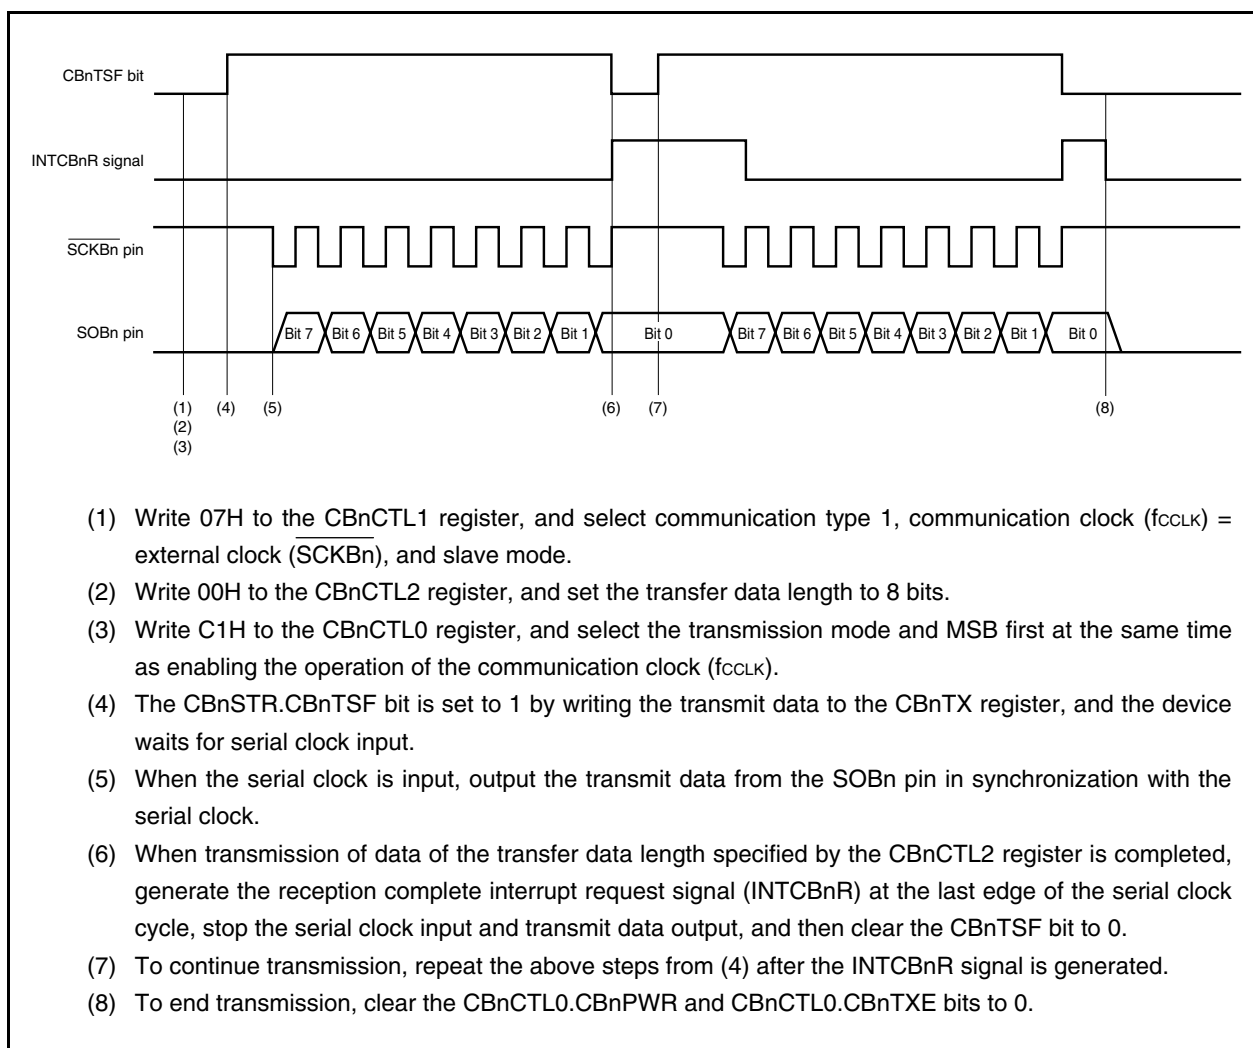 CBnTSF bit
INTCBnR signal
SCKBn pin
SOBn pin
Bit 7 Bit 6 Bit 5 Bit 4 Bit 3 Bit 2 Bit 1 Bit 0 Bit 7 Bit 6 Bit 5 Bit 4 Bit 3 Bit 2 Bit 1 Bit 0
(1) (4) (5) (6) (7) (8)
(2)
(3)
(1) Write 07H to the CBnCTL1 register, and select communication type 1, communication clock (fCCLK) =
external clock (SCKBn), and slave mode.
(2) Write 00H to the CBnCTL2 register, and set the transfer data length to 8 bits.
(3) Write C1H to the CBnCTL0 register, and select the transmission mode and MSB first at the same time
as enabling the operation of the communication clock (fCCLK).
(4) The CBnSTR.CBnTSF bit is set to 1 by writing the transmit data to the CBnTX register, and the device
waits for serial clock input.
(5) When the serial clock is input, output the transmit data from the SOBn pin in synchronization with the
serial clock.
(6) When transmission of data of the transfer data length specified by the CBnCTL2 register is completed,
generate the reception complete interrupt request signal (INTCBnR) at the last edge of the serial clock
cycle, stop the serial clock input and transmit data output, and then clear the CBnTSF bit to 0.
(7) To continue transmission, repeat the above steps from (4) after the INTCBnR signal is generated.
(8) To end transmission, clear the CBnCTL0.CBnPWR and CBnCTL0.CBnTXE bits to 0.